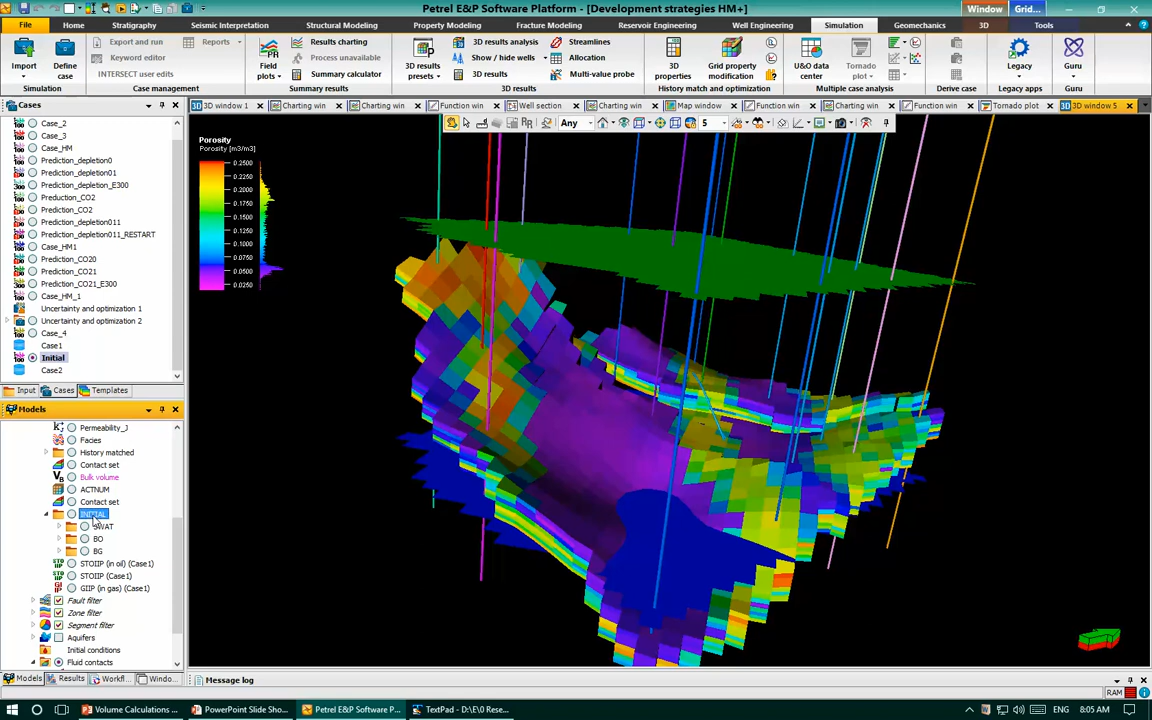 Petrel E&P Software Platform - [Development strategies HM+]
Window
Grid...
File
Home
Stratigraphy
Seismic Interpretation
Structural Modeling
Property Modeling
Fracture Modeling
Reservoir Engineering
Well Engineering
Simulation
Geomechanics
3D
Tools
Import
Define case
Simulation
Export and run
Keyword editor
INTERSECT user edits
Reports
Case management
Field plots
Results charting
Process unavailable
Summary calculator
Summary results
3D results presets
3D results analysis
Show / hide wells
3D results
Streamlines
Allocation
Multi-value probe
3D results
3D properties
Grid property modification
History match and optimization
U&O data center
Tornado plot
Multiple case analysis
Derive case
Legacy
Legacy apps
Guru
Guru
Cases
3D window 1
Charting win
Charting win
Function win
Well section
Charting win
Map window
Function win
Charting win
Function win
Tornado plot
3D window 5
Any
5
Case_2
Case_3
Case_HM
Prediction_depletion0
Prediction_depletion01
Prediction_depletion_E300
Preduction_CO2
Prediction_CO2
Prediction_depletion011
Prediction_depletion011_RESTART
Case_HM1
Prediction_CO20
Prediction_CO21
Prediction_CO21_E300
Case_HM_1
Uncertainty and optimization 1
Uncertainty and optimization 2
Case_4
Case1
Initial
Case2
Input
Cases
Templates
Models
Permeability_J
Facies
History matched
Contact set
Bulk volume
ACTNUM
Contact set
INITIAL
SWAT
BO
BG
STOIIP (in oil) (Case1)
STOIIP (Case1)
GIIP (in gas) (Case1)
Fault filter
Zone filter
Segment filter
Aquifers
Initial conditions
Fluid contacts
Models
Results
Workfl...
Windo...
Porosity
Porosity [m3/m3]
0.2500
0.2250
0.2000
0.1750
0.1500
0.1250
0.1000
0.0750
0.0500
0.0250
Message log
RAM
Volume Calculations ...
PowerPoint Slide Sho...
Petrel E&P Software P...
TextPad - D:\E\0 Rese...
ENG
8:05 AM